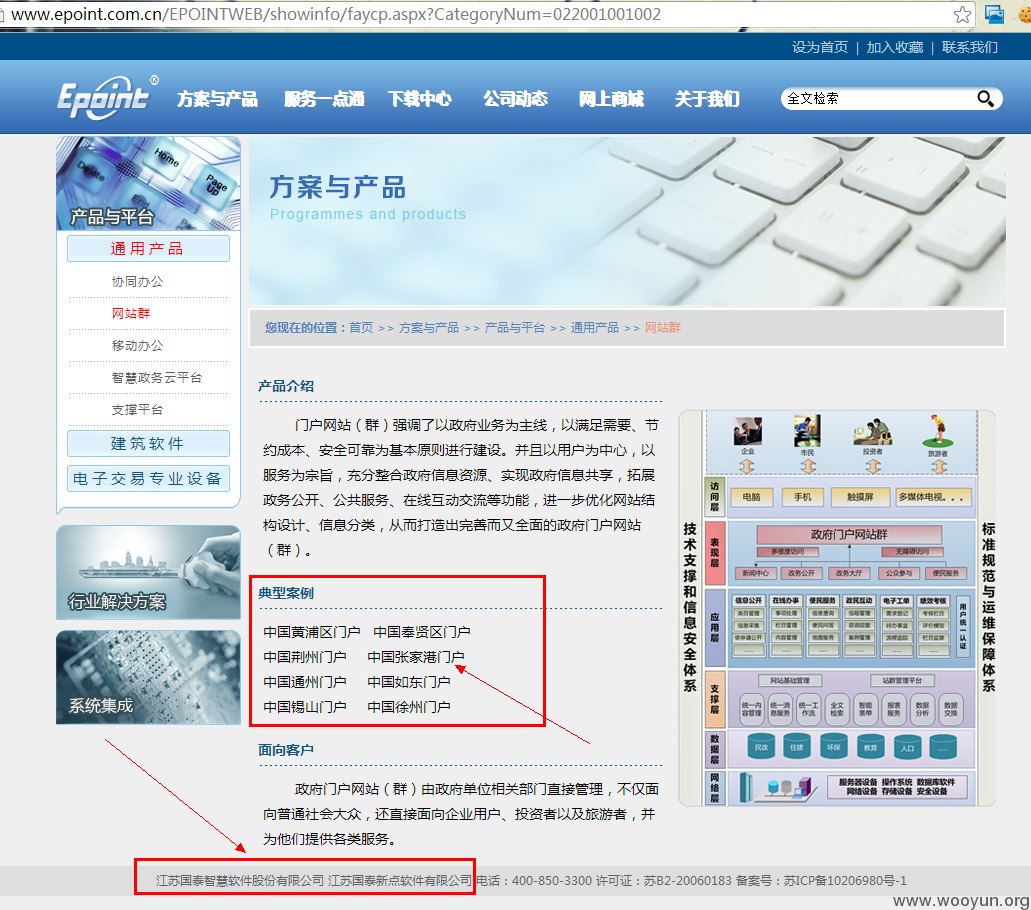 www.epoint.com.cn/EPOINTWEB/showinfo/faycp.aspx?CategoryNum=022001001002
设为首页 | 加入收藏 | 联系我们
Epoint®
方案与产品 服务一点通 下载中心 公司动态 网上商城 关于我们
全文检索
Delete Home Page Up End
产品与平台
通用产品
协同办公
网站群
移动办公
智慧政务云平台
支撑平台
建筑软件
电子交易专业设备
行业解决方案
系统集成
方案与产品
Programmes and products
您现在的位置：首页 >> 方案与产品 >> 产品与平台 >> 通用产品 >> 网站群
产品介绍
门户网站（群）强调了以政府业务为主线，以满足需要、节
约成本、安全可靠为基本原则进行建设。并且以用户为中心，以
服务为宗旨，充分整合政府信息资源、实现政府信息共享，拓展
政务公开、公共服务、在线互动交流等功能，进一步优化网站结
构设计、信息分类，从而打造出完善而又全面的政府门户网站
（群）。
典型案例
中国黄浦区门户 中国奉贤区门户
中国荆州门户 中国张家港门户
中国通州门户 中国如东门户
中国锡山门户 中国徐州门户
面向客户
政府门户网站（群）由政府单位相关部门直接管理，不仅面
向普通社会大众，还直接面向企业用户、投资者以及旅游者，并
为他们提供各类服务。
技术支撑和信息安全体系
标准规范与运维保障体系
企业 市民 投资者 旅游者
访问层
电脑 手机 触摸屏 多媒体电视...
表现层
政府门户网站群
多维度访问 无障碍访问
新闻中心 政务公开 政务大厅 公众参与 便民服务
应用层
信息公开 在线办事 便民服务 政民互动 电子工单 绩效考核
用户统一认证
支撑层
网站基础管理 站群管理平台
统一内容管理 统一消息服务 统一工作流 全文检索 智能表单 报表服务 数据分析 数据交换
数据层
民政 住建 环保 教育 人口 ......
网络层
服务器设备 操作系统 数据库软件
网络设备 存储设备 安全设备
江苏国泰智慧软件股份有限公司 江苏国泰新点软件有限公司 电话：400-850-3300 许可证：苏B2-20060183 备案号：苏ICP备10206980号-1
www.wooyun.org